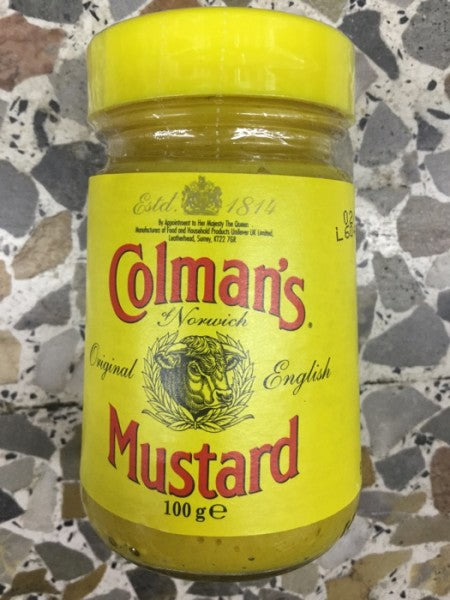 Estd. 1814
By Appointment to Her Majesty The Queen
Manufacturers of Food and Household Products Unilever UK Limited,
Leatherhead, Surrey, KT22 7GR
Colman's
of Norwich
Original English
Mustard
100 g e